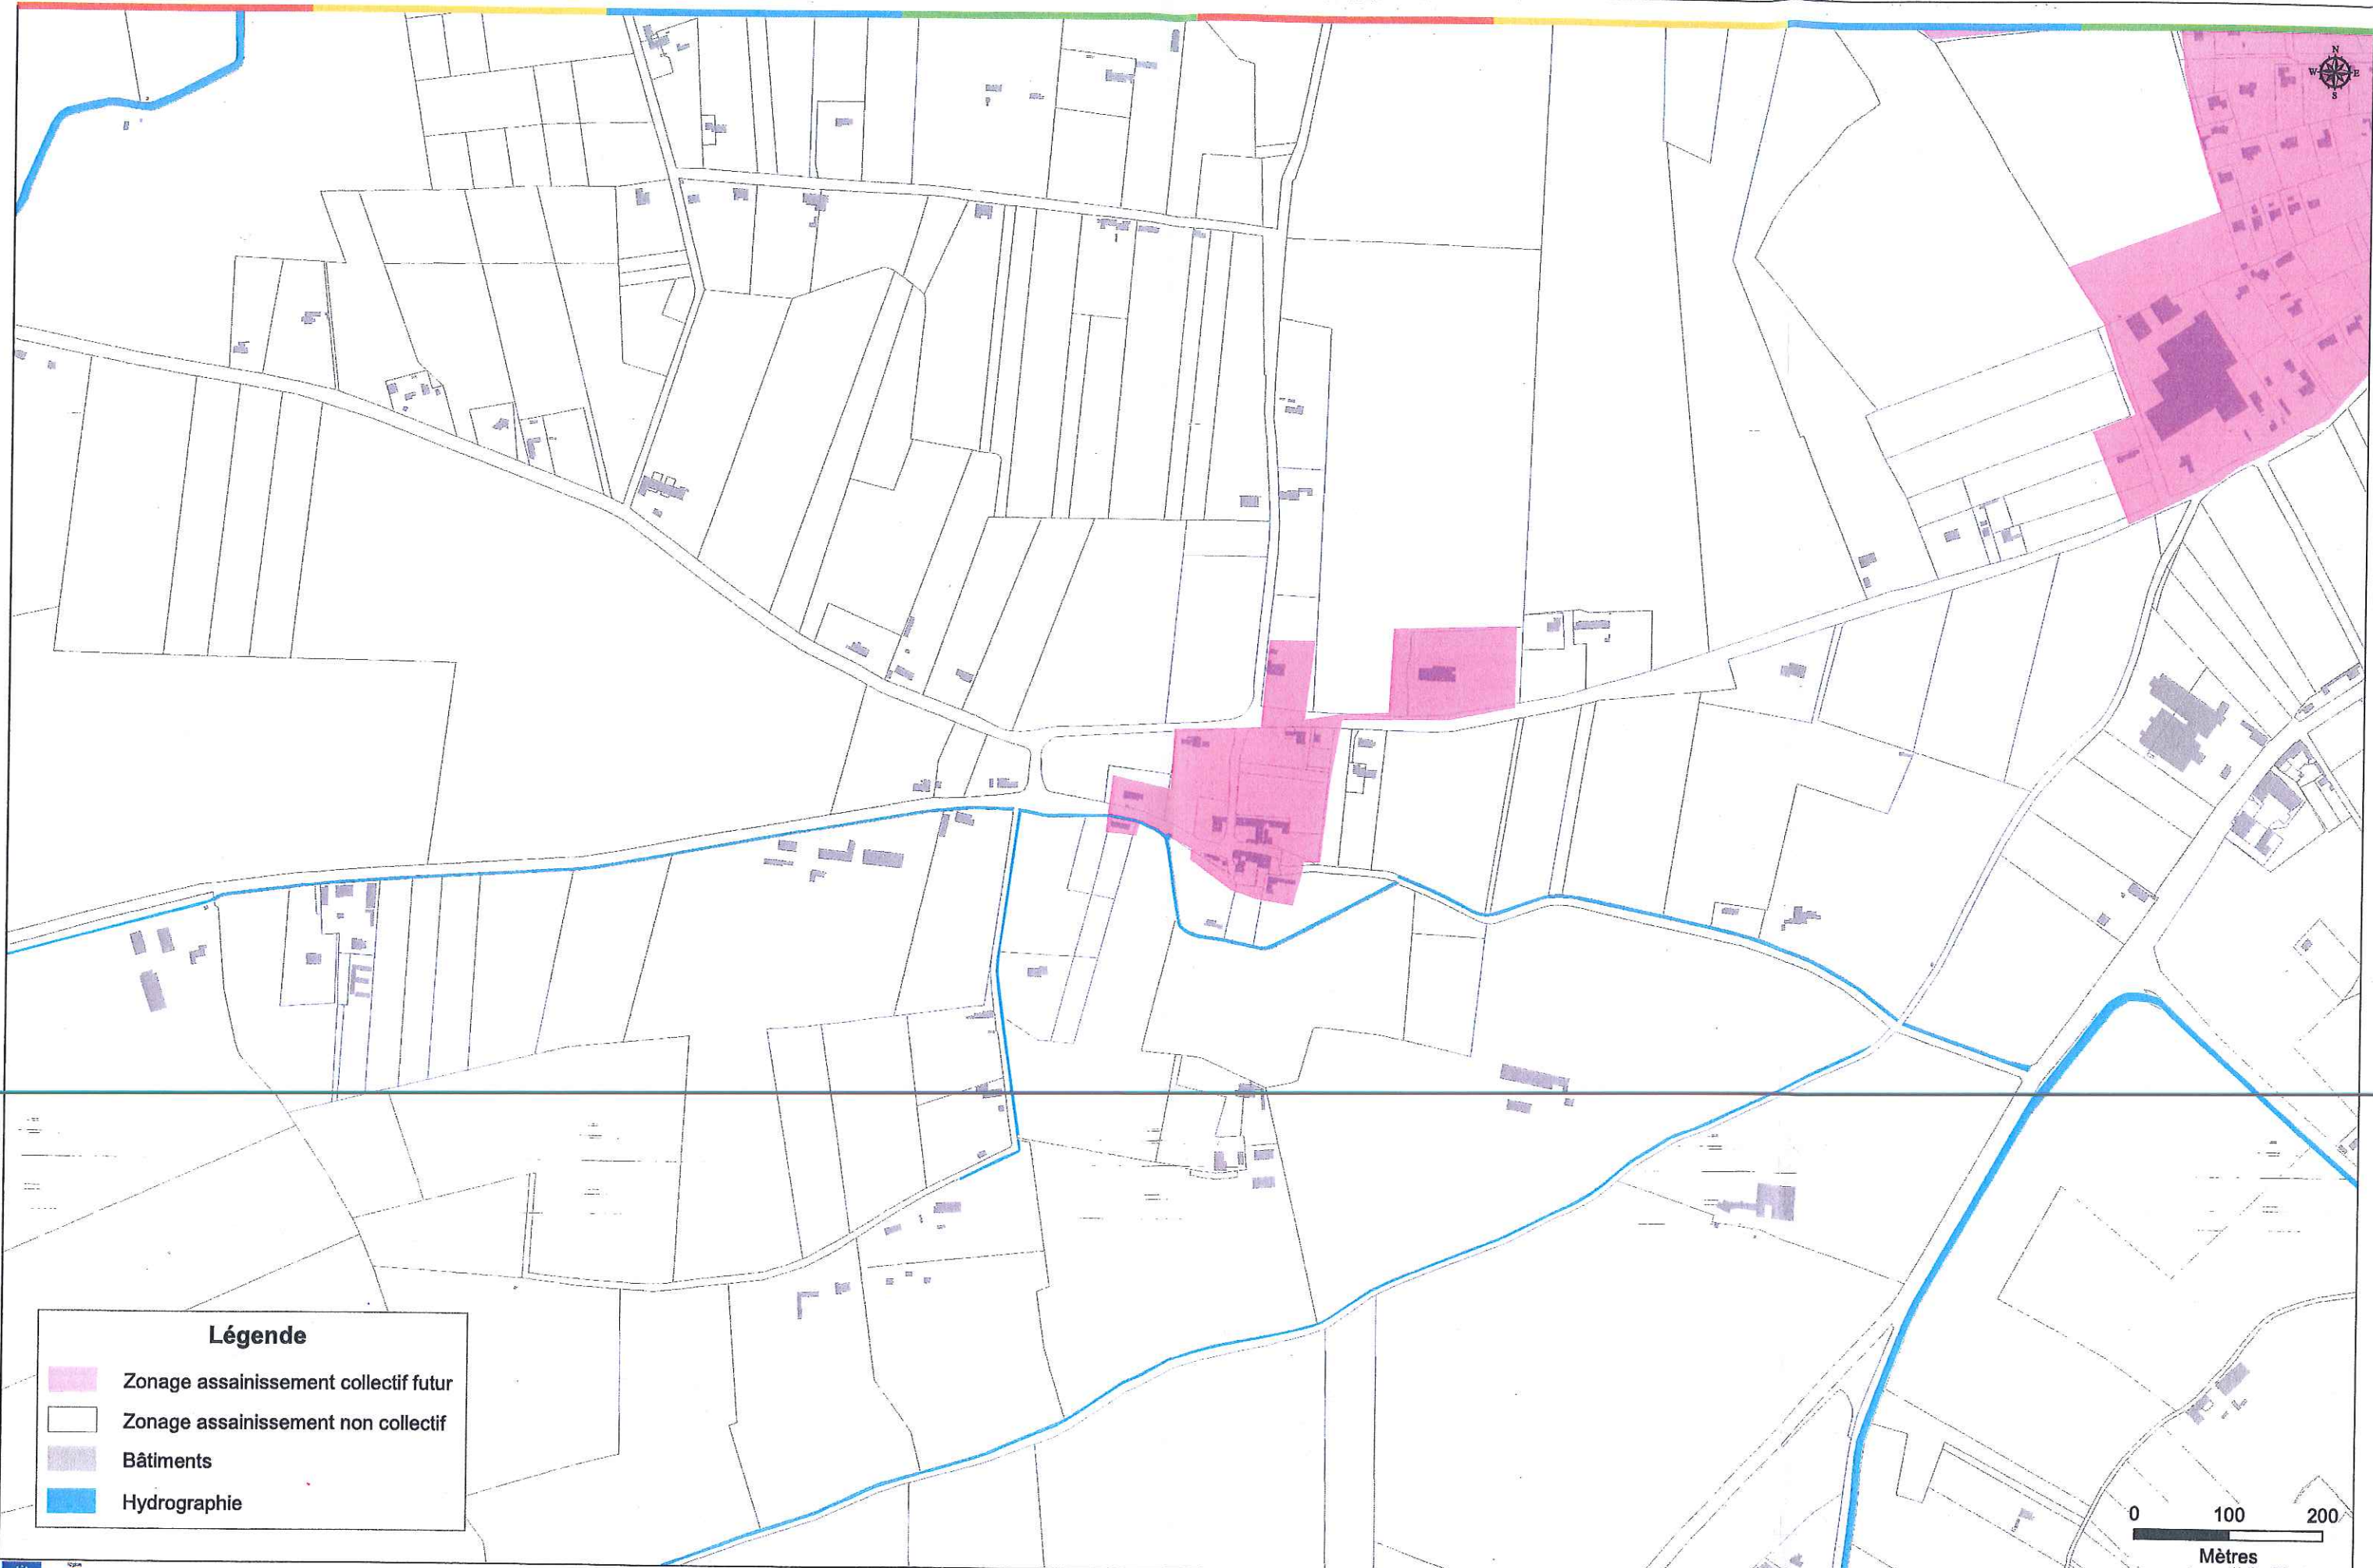 N
W E
S
Légende
Zonage assainissement collectif futur
Zonage assainissement non collectif
Bâtiments
Hydrographie
0 100 200
Mètres